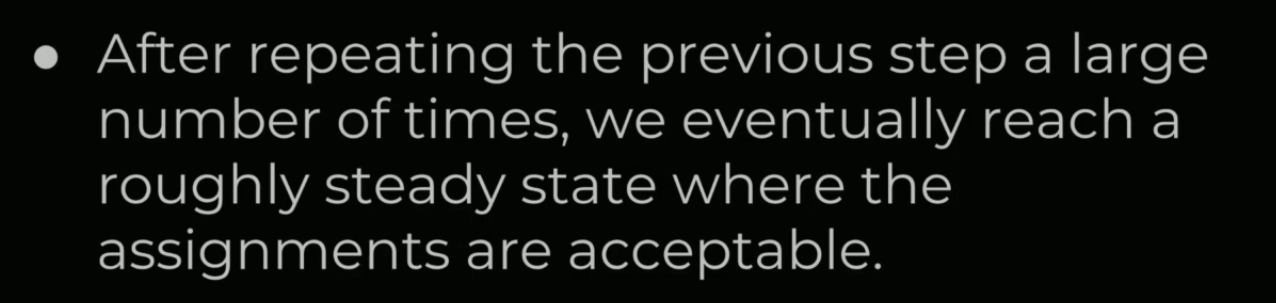 ● After repeating the previous step a large
number of times, we eventually reach a
roughly steady state where the
assignments are acceptable.